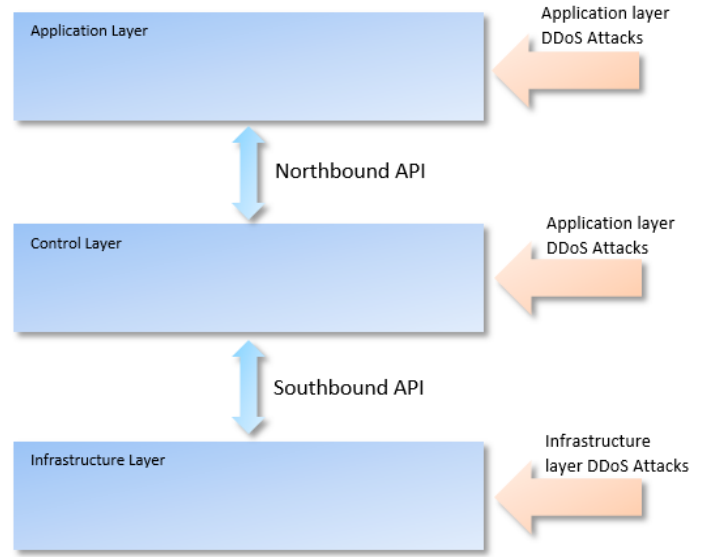 Application Layer
Application layer
DDoS Attacks
Northbound API
Control Layer
Application layer
DDoS Attacks
Southbound API
Infrastructure Layer
Infrastructure
layer DDoS Attacks